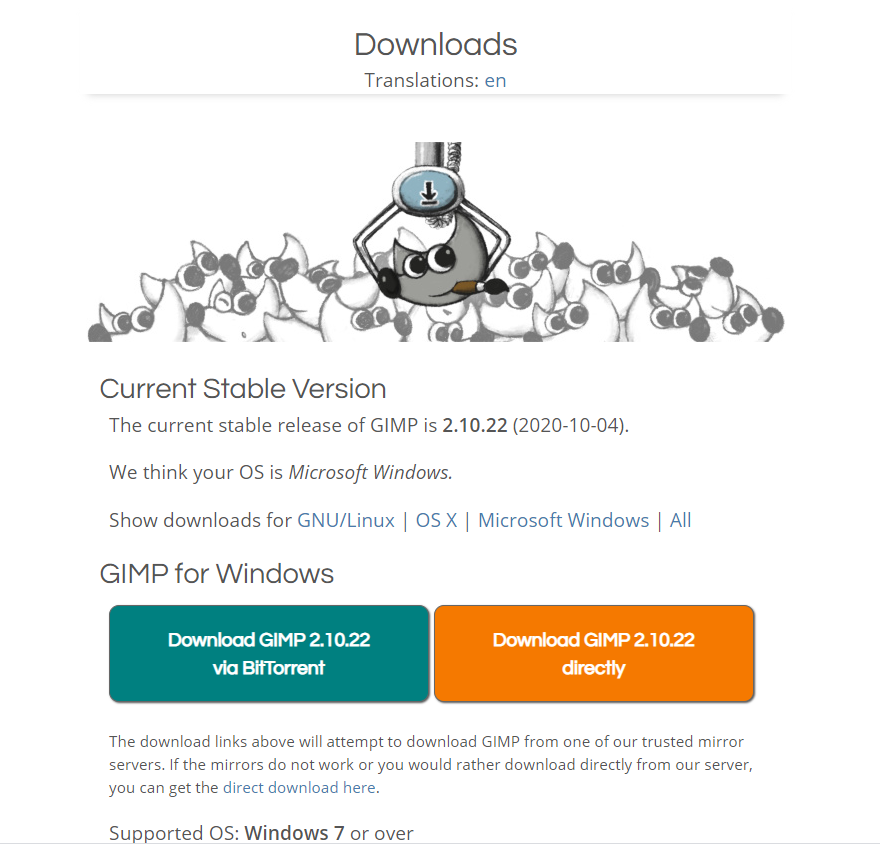 Downloads
Translations: en
Current Stable Version
The current stable release of GIMP is 2.10.22 (2020-10-04).
We think your OS is Microsoft Windows.
Show downloads for GNU/Linux | OS X | Microsoft Windows | All
GIMP for Windows
Download GIMP 2.10.22
via BitTorrent
Download GIMP 2.10.22
directly
The download links above will attempt to download GIMP from one of our trusted mirror
servers. If the mirrors do not work or you would rather download directly from our server,
you can get the direct download here.
Supported OS: Windows 7 or over